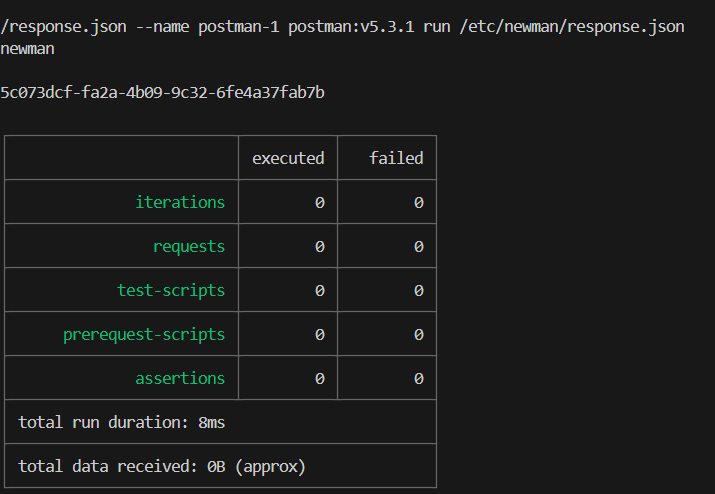 /response.json --name postman-1 postman:v5.3.1 run /etc/newman/response.json
newman
5c073dcf-fa2a-4b09-9c32-6fe4a37fab7b
executed failed
iterations 0 0
requests 0 0
test-scripts 0 0
prerequest-scripts 0 0
assertions 0 0
total run duration: 8ms
total data received: 0B (approx)